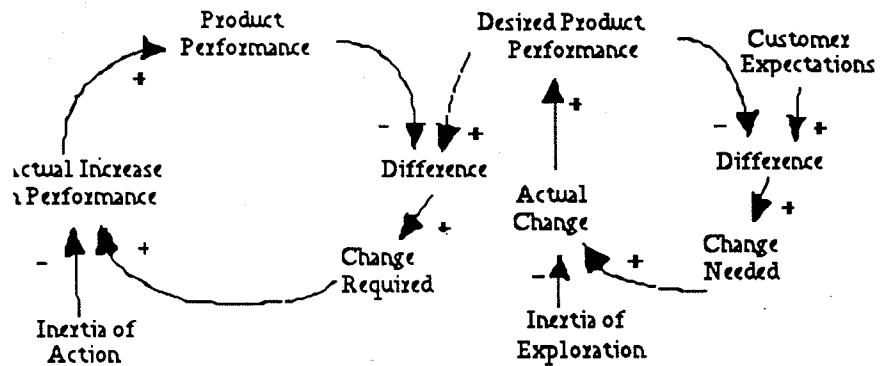 Product
Performance
+
-
+
Difference
+
Change
Required
+
-
ctual Increase
Performance
Inertia of
Action
Desired Product
Performance
+
Customer
Expectations
-
+
Difference
+
Change
Needed
+
-
Actual
Change
Inertia of
Exploration